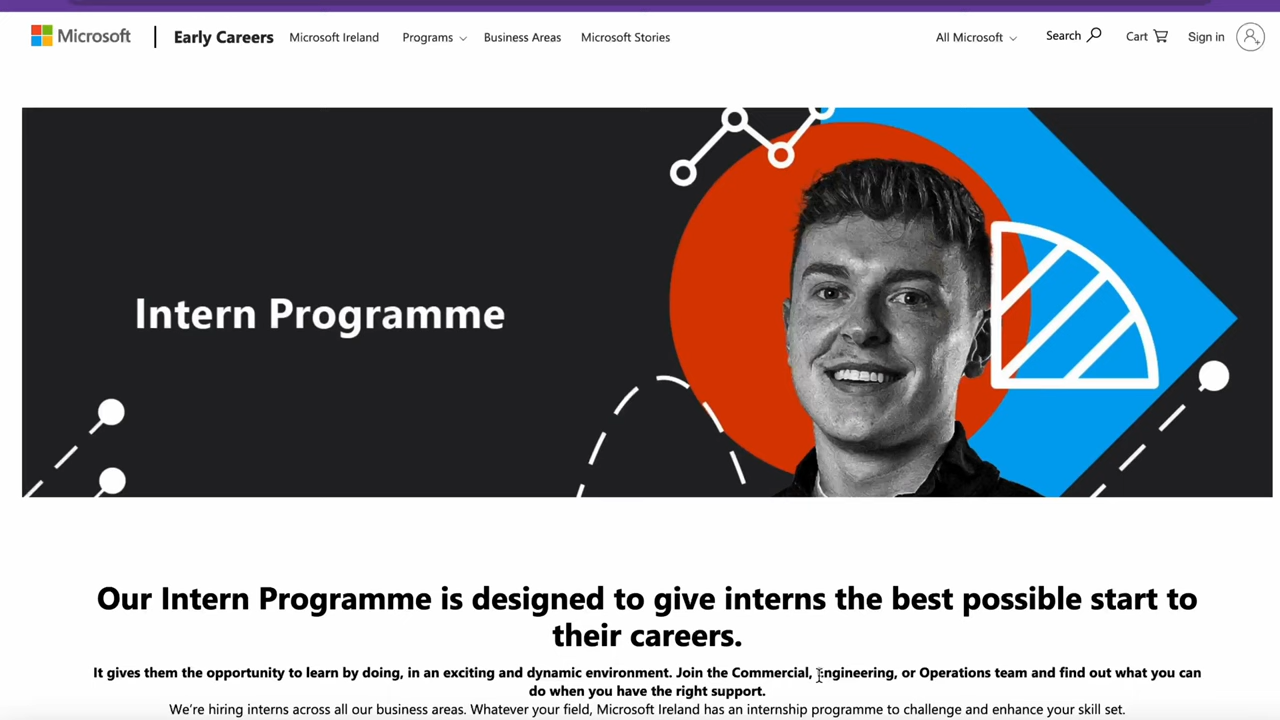 Microsoft
Early Careers
Microsoft Ireland
Programs
Business Areas
Microsoft Stories
All Microsoft
Search
Cart
Sign in
Intern Programme
Our Intern Programme is designed to give interns the best possible start to
their careers.
It gives them the opportunity to learn by doing, in an exciting and dynamic environment. Join the Commercial, Engineering, or Operations team and find out what you can
do when you have the right support.
We're hiring interns across all our business areas. Whatever your field, Microsoft Ireland has an internship programme to challenge and enhance your skill set.